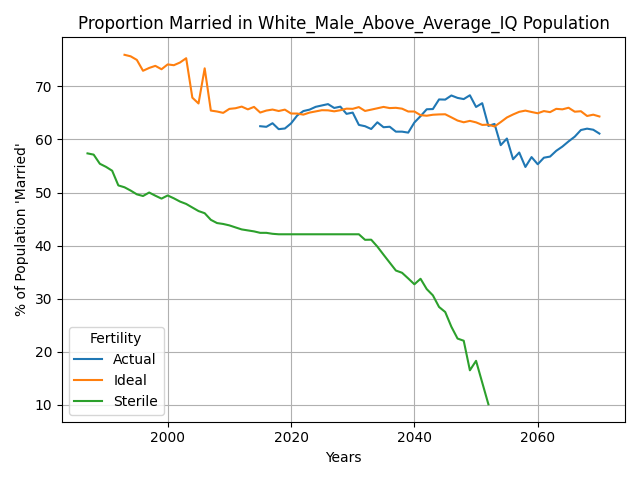 Proportion Married in White_Male_Above_Average_IQ Population
% of Population 'Married'
70
60
50
40
30
20
10
Fertility
Actual
Ideal
Sterile
2000
2020
2040
2060
Years